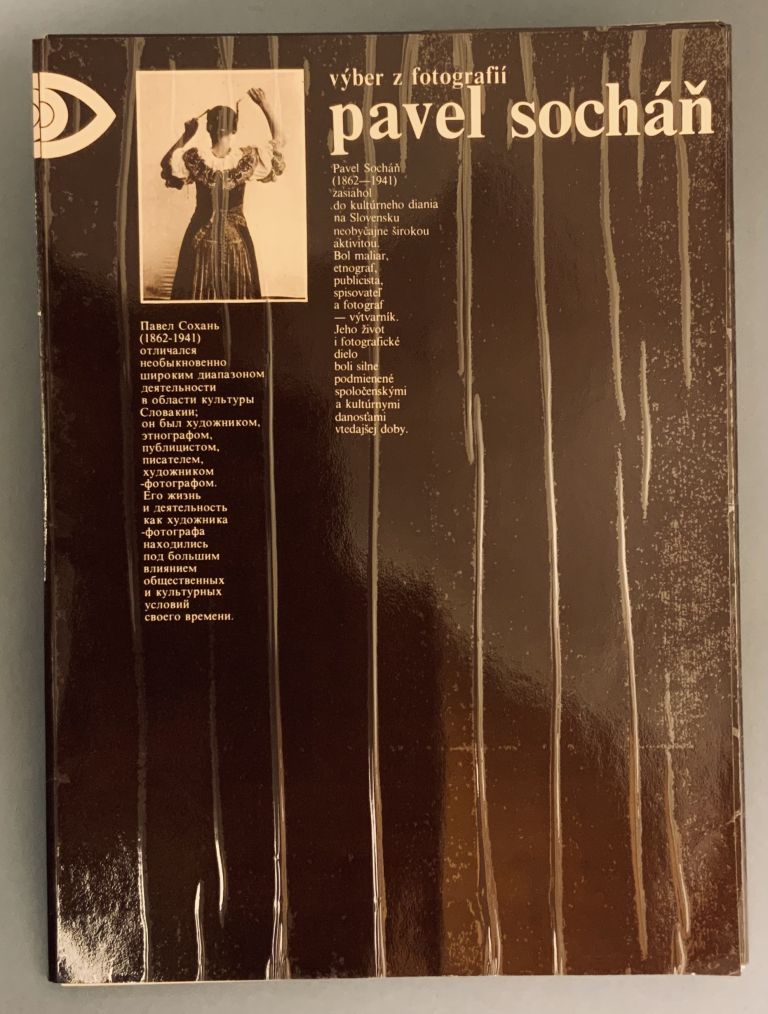 výber z fotografií
pavel socháň
Pavel Socháň
(1862—1941)
zasiahol
do kultúrneho diania
na Slovensku
neobyčajne širokou
aktivitou.
Bol maliar,
etnograf,
publicista,
spisovateľ
a fotograf
— výtvarník.
Jeho život
i fotografické
dielo
boli silne
podmienené
spoločenskými
a kultúrnymi
danosťami
vtedajšej doby.
Павел Сохань
(1862-1941)
отличался
необыкновенно
широким диапазоном
деятельности
в области культуры
Словакии;
он был художником,
этнографом,
публицистом,
писателем,
художником
-фотографом.
Его жизнь
и деятельность
как художника
-фотографа
находились
под большим
влиянием
общественных
и культурных
условий
своего времени.